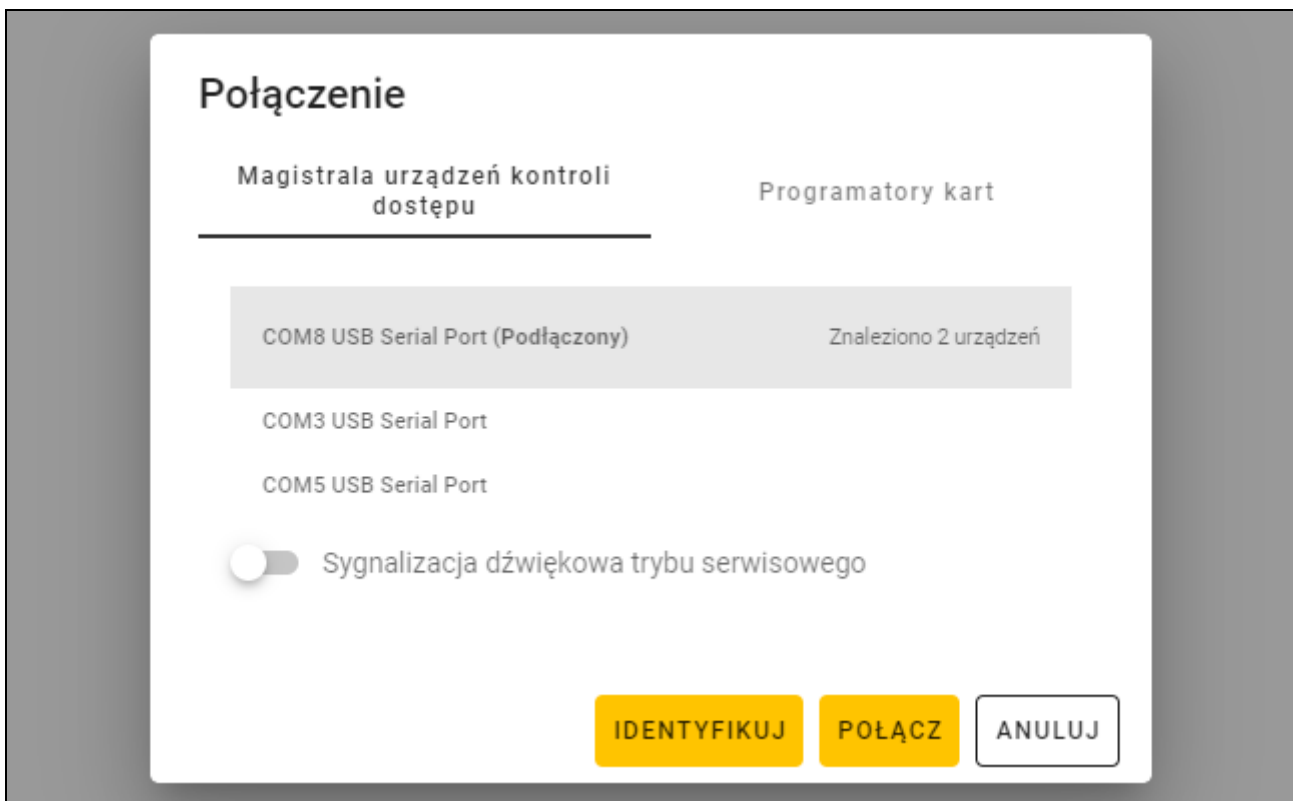 Połączenie
Magistrala urządzeń kontroli
dostępu
Programatory kart
COM8 USB Serial Port (Podłączony)
Znaleziono 2 urządzeń
COM3 USB Serial Port
COM5 USB Serial Port
Sygnalizacja dźwiękowa trybu serwisowego
IDENTYFIKUJ
POŁĄCZ
ANULUJ